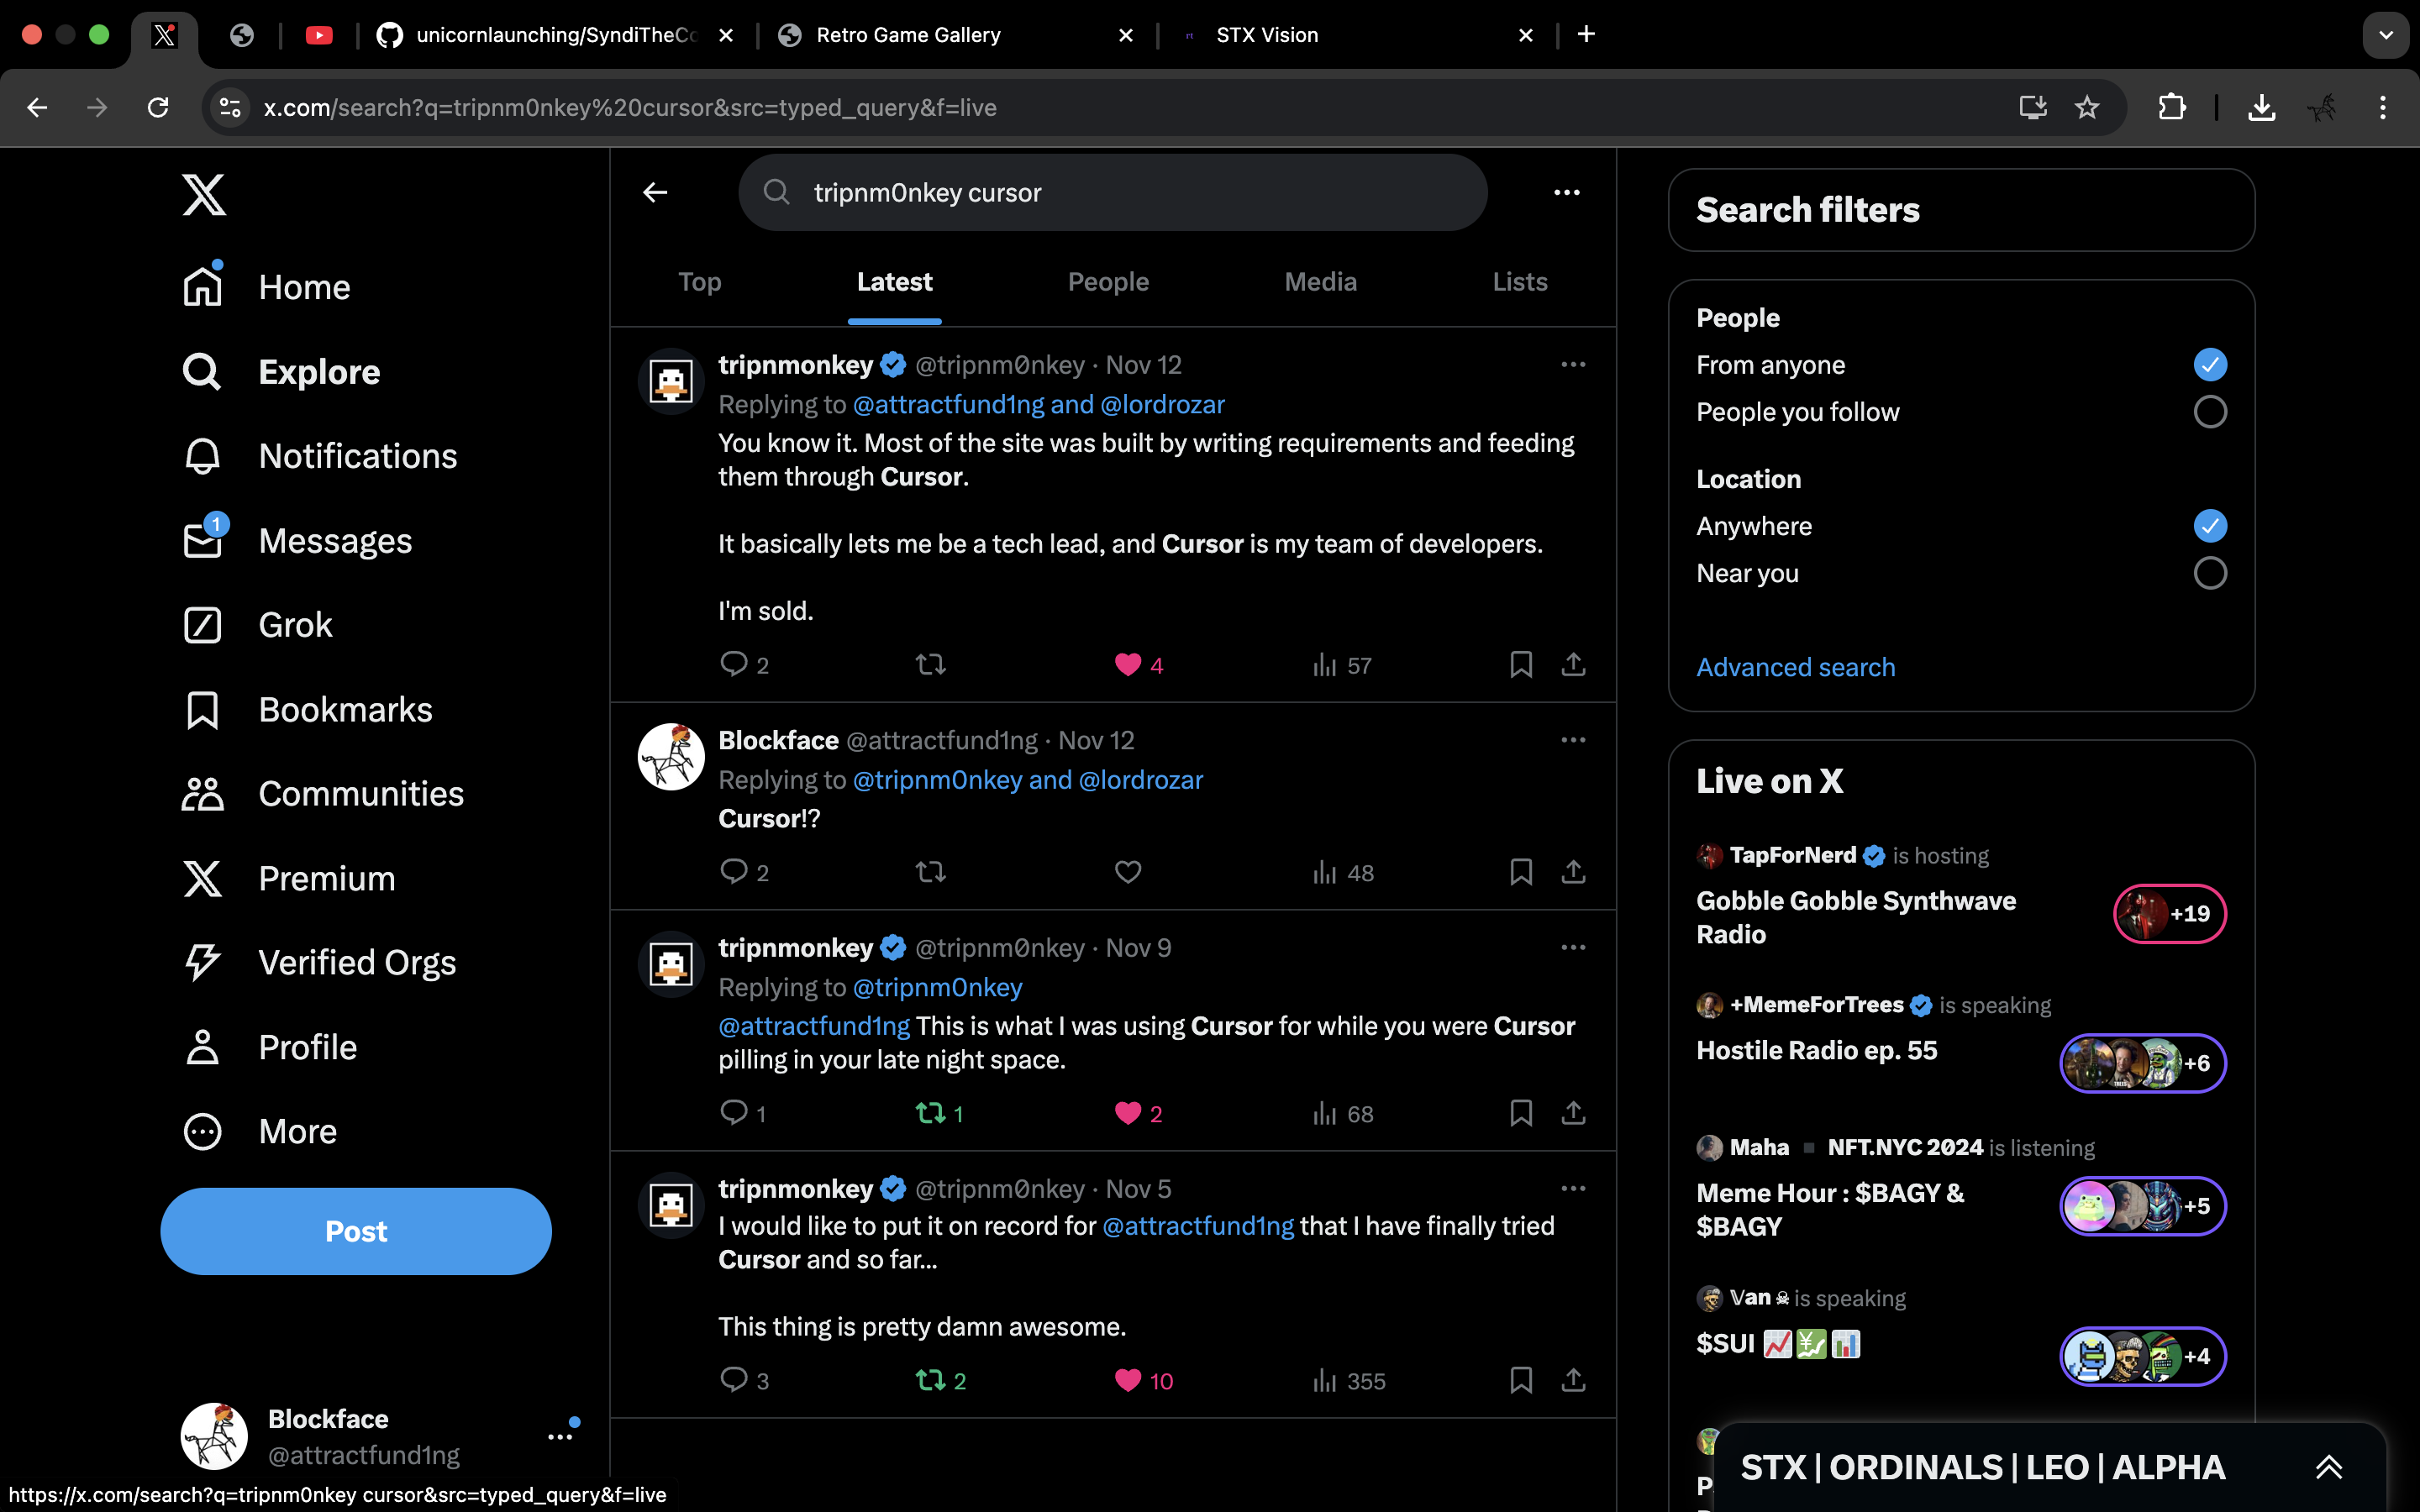 unicornlaunching/SyndiTheCo
Retro Game Gallery
rt
STX Vision
x.com/search?q=tripnm0nkey%20cursor&src=typed_query&f=live
Home
Explore
Notifications
1
Messages
Grok
Bookmarks
Communities
Premium
Verified Orgs
Profile
More
Post
Blockface
@attractfund1ng
https://x.com/search?q=tripnm0nkey cursor&src=typed_query&f=live
tripnm0nkey cursor
Top
Latest
People
Media
Lists
tripnmonkey @tripnm0nkey · Nov 12
Replying to @attractfund1ng and @lordrozar
You know it. Most of the site was built by writing requirements and feeding
them through Cursor.
It basically lets me be a tech lead, and Cursor is my team of developers.
I'm sold.
2 4 57
Blockface @attractfund1ng · Nov 12
Replying to @tripnm0nkey and @lordrozar
Cursor!?
2 48
tripnmonkey @tripnm0nkey · Nov 9
Replying to @tripnm0nkey
@attractfund1ng This is what I was using Cursor for while you were Cursor
pilling in your late night space.
1 1 2 68
tripnmonkey @tripnm0nkey · Nov 5
I would like to put it on record for @attractfund1ng that I have finally tried
Cursor and so far...
This thing is pretty damn awesome.
3 2 10 355
Search filters
People
From anyone
People you follow
Location
Anywhere
Near you
Advanced search
Live on X
TapForNerd is hosting
Gobble Gobble Synthwave
Radio
+19
+MemeForTrees is speaking
Hostile Radio ep. 55
+6
Maha ▪ NFT.NYC 2024 is listening
Meme Hour : $BAGY &
$BAGY
+5
𝕍an ☠ is speaking
$SUI 📈💹📊
+4
P
STX | ORDINALS | LEO | ALPHA